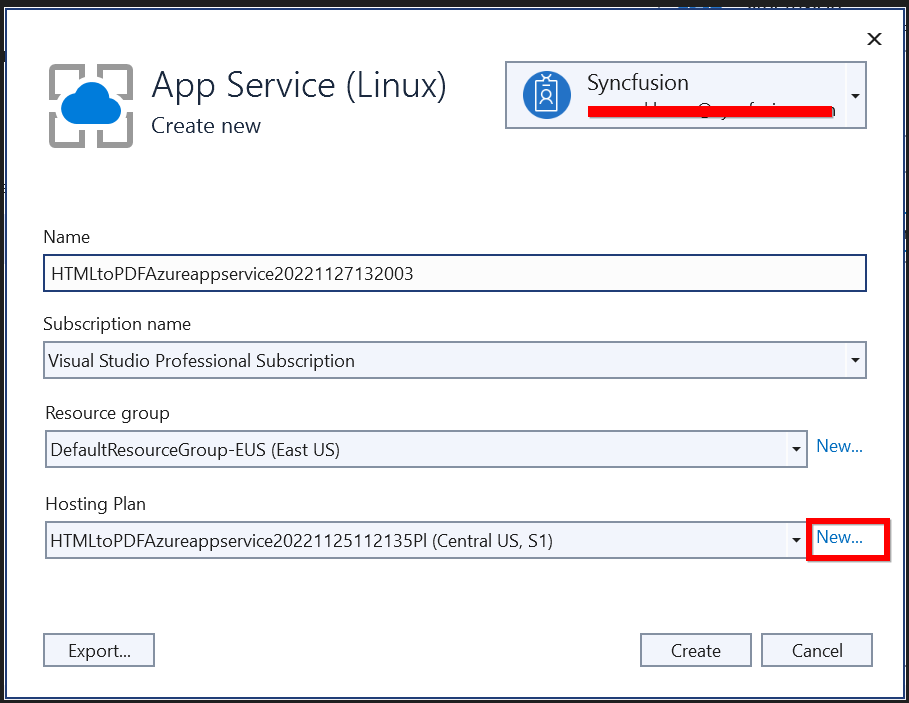 App Service (Linux)
Create new
Syncfusion
Name
HTMLtoPDFAzureappservice20221127132003
Subscription name
Visual Studio Professional Subscription
Resource group
DefaultResourceGroup-EUS (East US)
New...
Hosting Plan
HTMLtoPDFAzureappservice20221125112135Pl (Central US, S1)
New...
Export...
Create
Cancel